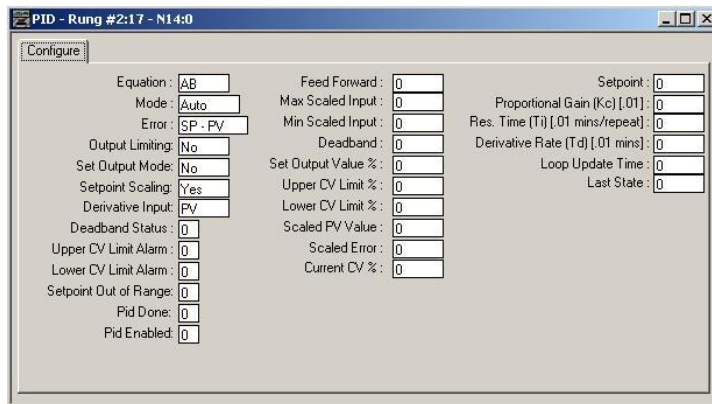 PID - Rung #2:17 - N14:0
Configure
Equation : AB
Mode : Auto
Error : SP - PV
Output Limiting: No
Set Output Mode: No
Setpoint Scaling: Yes
Derivative Input: PV
Deadband Status : 0
Upper CV Limit Alarm : 0
Lower CV Limit Alarm : 0
Setpoint Out of Range: 0
Pid Done: 0
Pid Enabled: 0
Feed Forward : 0
Max Scaled Input : 0
Min Scaled Input : 0
Deadband : 0
Set Output Value % : 0
Upper CV Limit % : 0
Lower CV Limit % : 0
Scaled PV Value : 0
Scaled Error : 0
Current CV % : 0
Setpoint : 0
Proportional Gain (Kc) [.01] : 0
Res. Time (Ti) [.01 mins/repeat] : 0
Derivative Rate (Td) [.01 mins] : 0
Loop Update Time : 0
Last State : 0